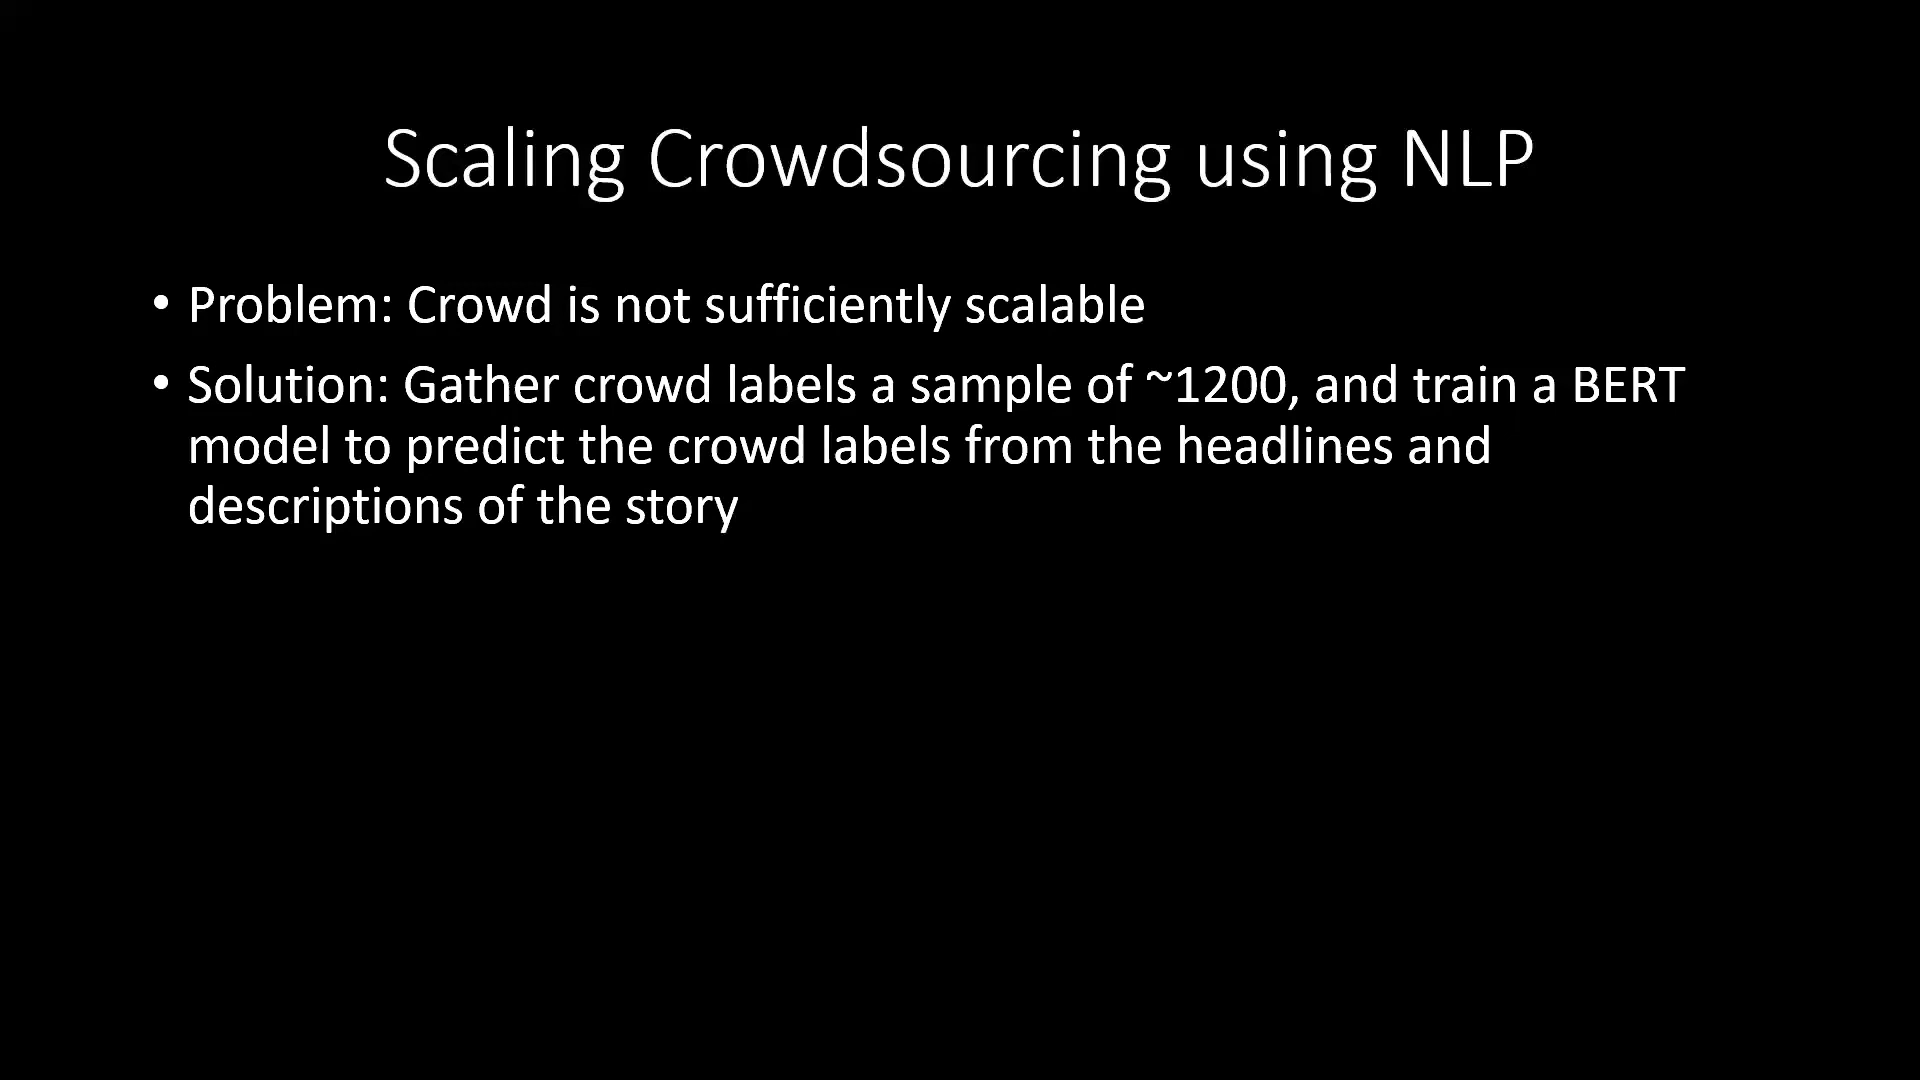 Scaling Crowdsourcing using NLP
• Problem: Crowd is not sufficiently scalable
• Solution: Gather crowd labels a sample of ~1200, and train a BERT
model to predict the crowd labels from the headlines and
descriptions of the story